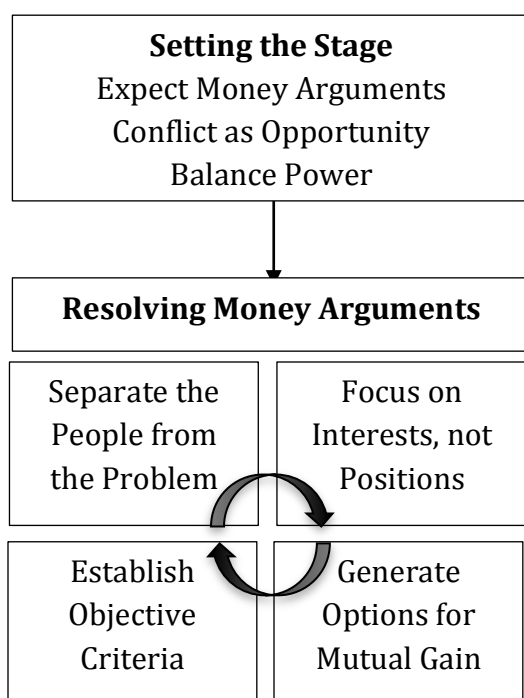 Setting the Stage
Expect Money Arguments
Conflict as Opportunity
Balance Power
Resolving Money Arguments
Separate the
People from
the Problem
Focus on
Interests, not
Positions
Establish
Objective
Criteria
Generate
Options for
Mutual Gain